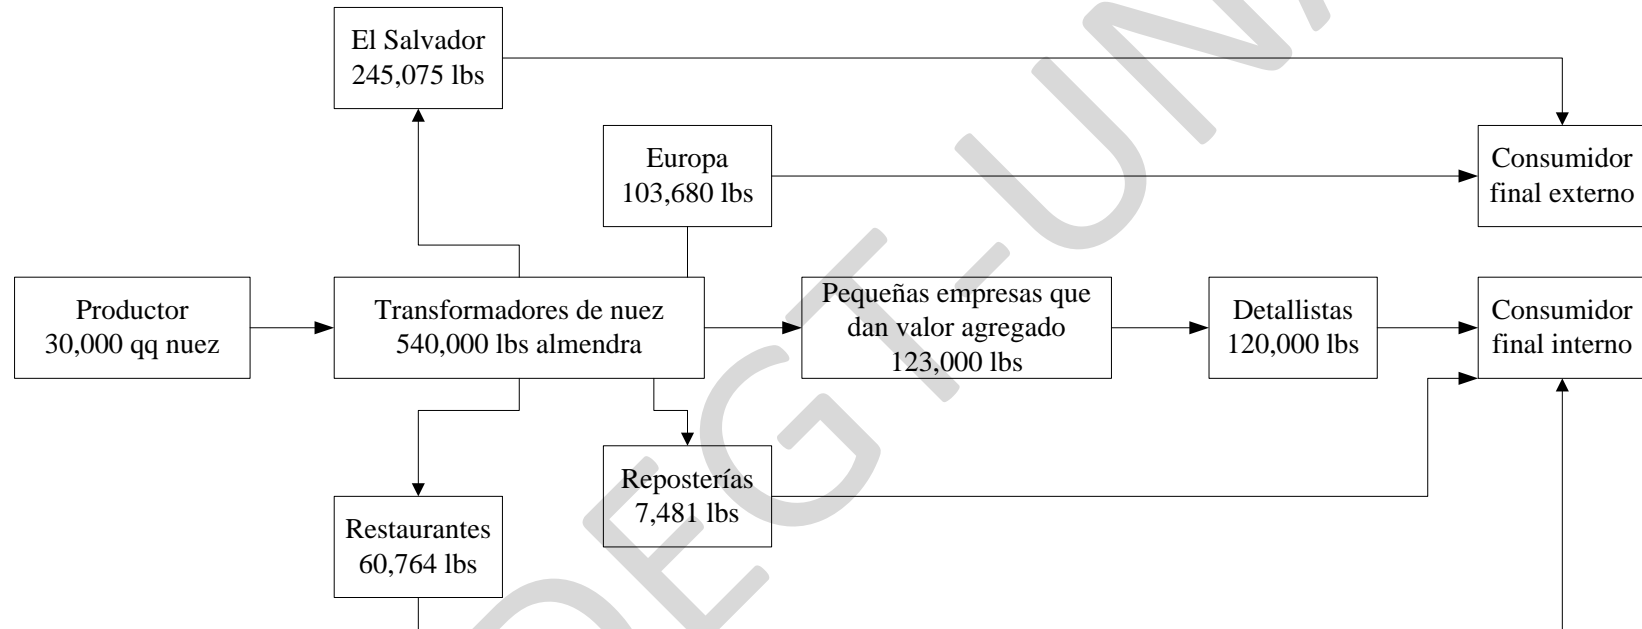 El Salvador
245,075 lbs
Europa
103,680 lbs
Consumidor
final externo
Productor
30,000 qq nuez
Transformadores de nuez
540,000 lbs almendra
Pequeñas empresas que
dan valor agregado
123,000 lbs
Detallistas
120,000 lbs
Consumidor
final interno
Reposterías
7,481 lbs
Restaurantes
60,764 lbs
DEGT-UNA